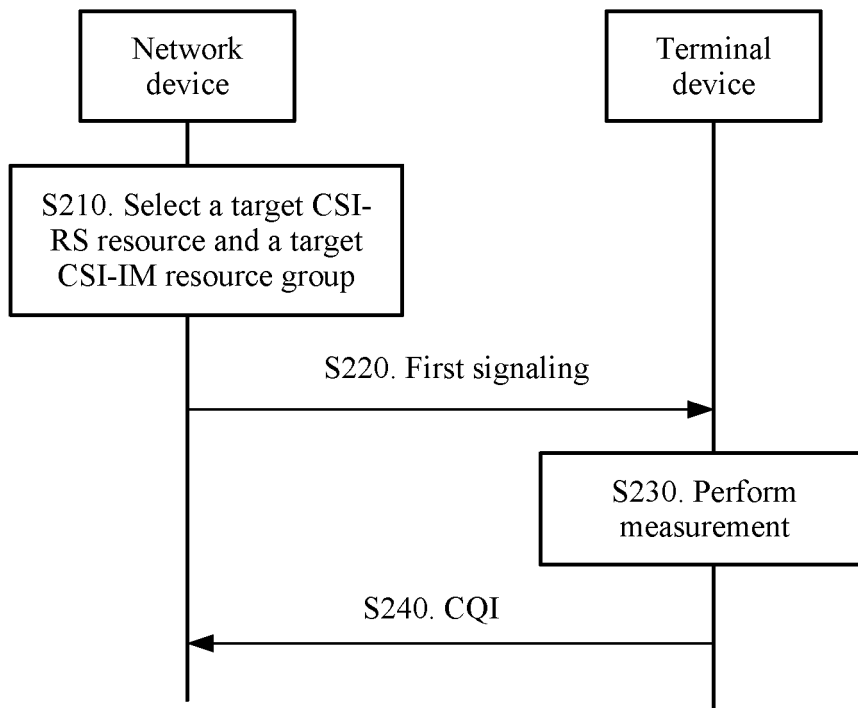 Network
device
Terminal
device
S210. Select a target CSI-
RS resource and a target
CSI-IM resource group
S220. First signaling
S230. Perform
measurement
S240. CQI